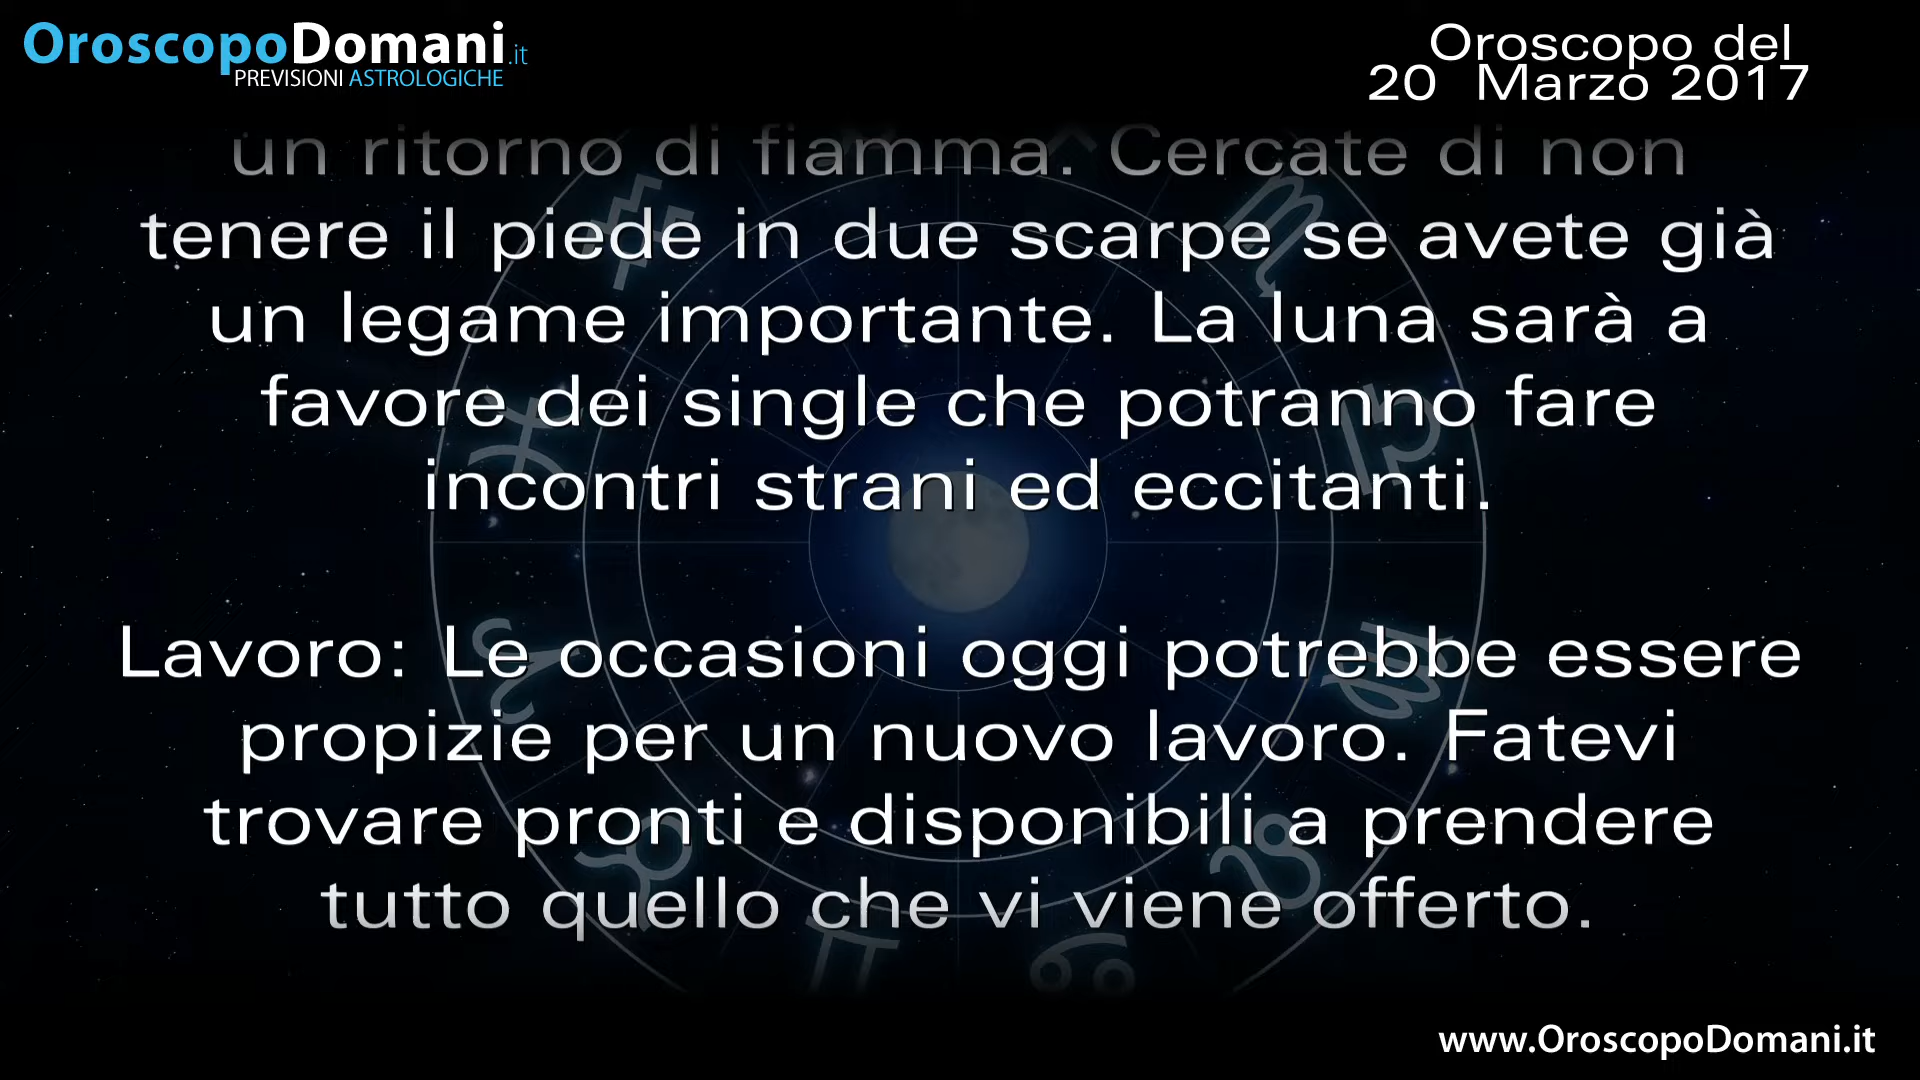 OroscopoDomani.it
PREVISIONI ASTROLOGICHE
Oroscopo del
20 Marzo 2017
un ritorno di fiamma. Cercate di non
tenere il piede in due scarpe se avete già
un legame importante. La luna sarà a
favore dei single che potranno fare
incontri strani ed eccitanti.
Lavoro: Le occasioni oggi potrebbe essere
propizie per un nuovo lavoro. Fatevi
trovare pronti e disponibili a prendere
tutto quello che vi viene offerto.
www.OroscopoDomani.it